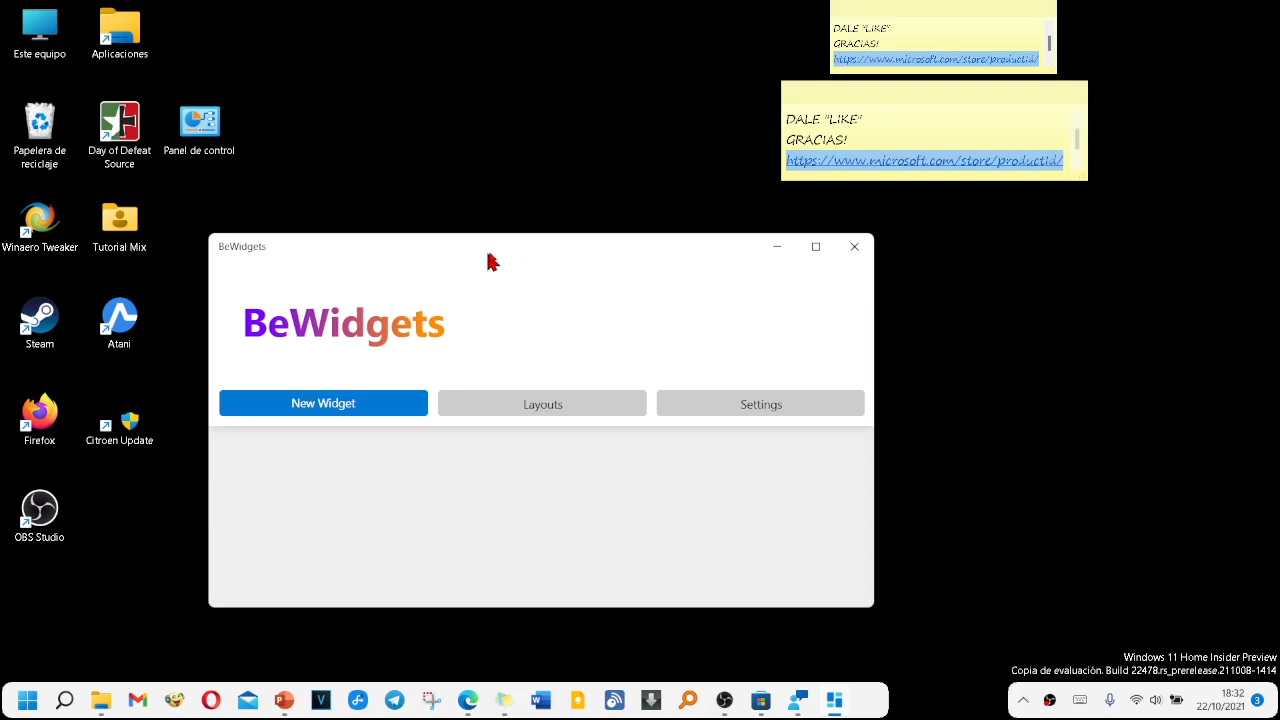 Este equipo
Aplicaciones
DALE "LIKE"
GRACIAS!
https://www.microsoft.com/store/productId/
DALE "LIKE"
GRACIAS!
https://www.microsoft.com/store/productId/
Papelera de
reciclaje
Day of Defeat
Source
Panel de control
Winaero Tweaker
Tutorial Mix
BeWidgets
BeWidgets
Steam
Atani
New Widget
Layouts
Settings
Firefox
Citroen Update
OBS Studio
Windows 11 Home Insider Preview
Copia de evaluación. Build 22478.rs_prerelease.211008-1414
18:32
22/10/2021
3